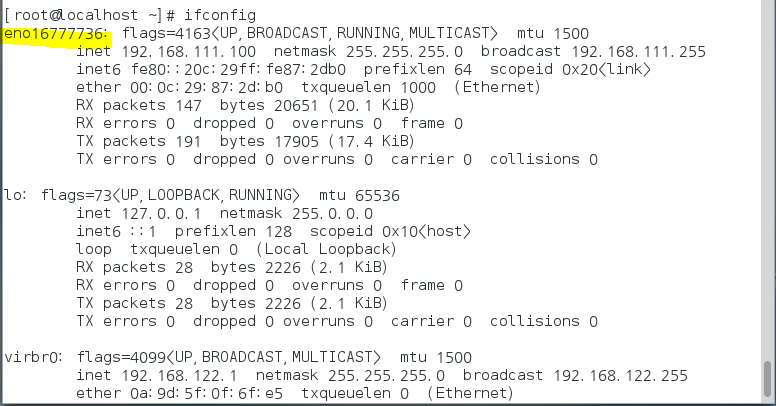 [root@localhost ~]# ifconfig
eno16777736: flags=4163<UP,BROADCAST,RUNNING,MULTICAST>  mtu 1500
        inet 192.168.111.100  netmask 255.255.255.0  broadcast 192.168.111.255
        inet6 fe80::20c:29ff:fe87:2db0  prefixlen 64  scopeid 0x20<link>
        ether 00:0c:29:87:2d:b0  txqueuelen 1000  (Ethernet)
        RX packets 147  bytes 20651 (20.1 KiB)
        RX errors 0  dropped 0  overruns 0  frame 0
        TX packets 191  bytes 17905 (17.4 KiB)
        TX errors 0  dropped 0 overruns 0  carrier 0  collisions 0
lo: flags=73<UP,LOOPBACK,RUNNING>  mtu 65536
        inet 127.0.0.1  netmask 255.0.0.0
        inet6 ::1  prefixlen 128  scopeid 0x10<host>
        loop  txqueuelen 0  (Local Loopback)
        RX packets 28  bytes 2226 (2.1 KiB)
        RX errors 0  dropped 0  overruns 0  frame 0
        TX packets 28  bytes 2226 (2.1 KiB)
        TX errors 0  dropped 0 overruns 0  carrier 0  collisions 0
virbr0: flags=4099<UP,BROADCAST,MULTICAST>  mtu 1500
        inet 192.168.122.1  netmask 255.255.255.0  broadcast 192.168.122.255
        ether 0a:9d:5f:0f:6f:e5  txqueuelen 0  (Ethernet)